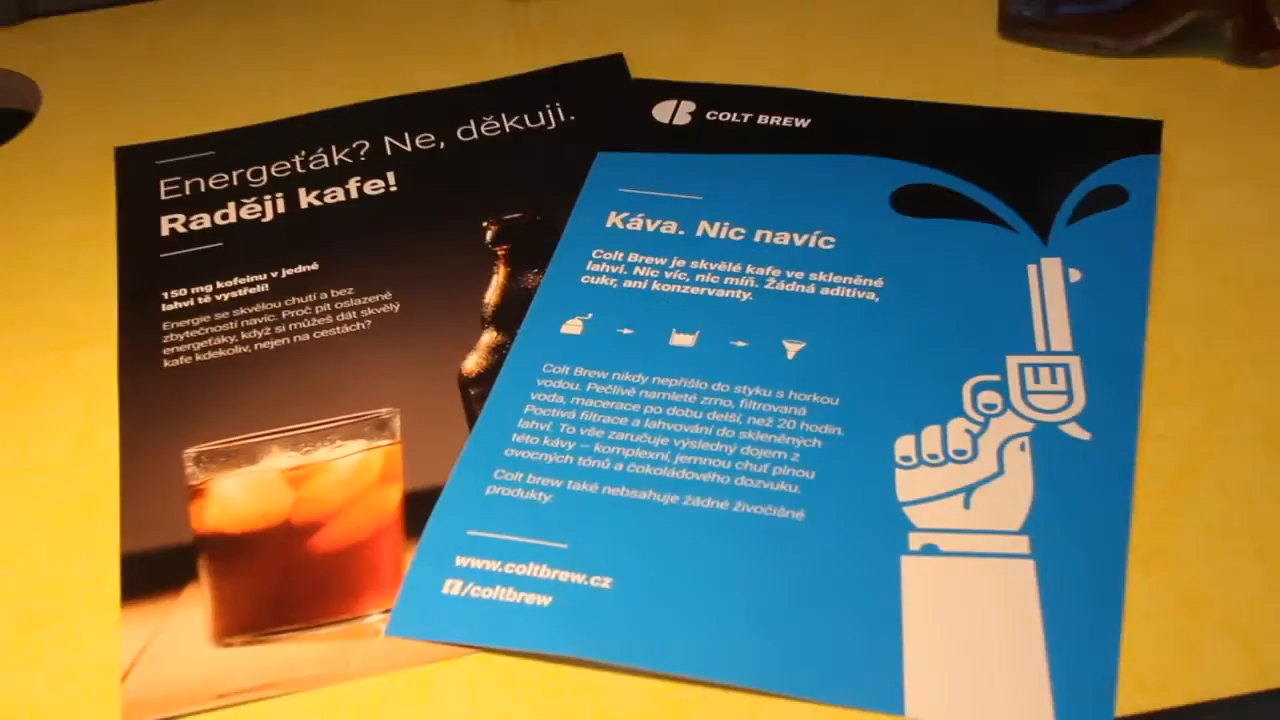 Energeťák? Ne, děkuji.
Raději kafe!
150 mg kofeinu v jedné
lahvi tě vystřelí!
Energie se skvělou chutí a bez
zbytečností navíc. Proč pít oslazené
energeťáky, když si můžeš dát skvělý
kafe kdekoliv, nejen na cestách?
COLT BREW
Káva. Nic navíc
Colt Brew je skvělé kafe ve skleněné
lahvi. Nic víc, nic míň. Žádná aditiva,
cukr, ani konzervanty.
Colt Brew nikdy nepřišlo do styku s horkou
vodou. Pečlivě namleté zrno, filtrovaná
voda, macerace po dobu delší, než 20 hodin.
Poctivá filtrace a lahvování do skleněných
lahví. To vše zaručuje výsledný dojem z
této kávy – komplexní, jemnou chuť plnou
ovocných tónů a čokoládového dozvuku.
Colt brew také nebsahuje žádné živočišné
produkty.
www.coltbrew.cz
/coltbrew